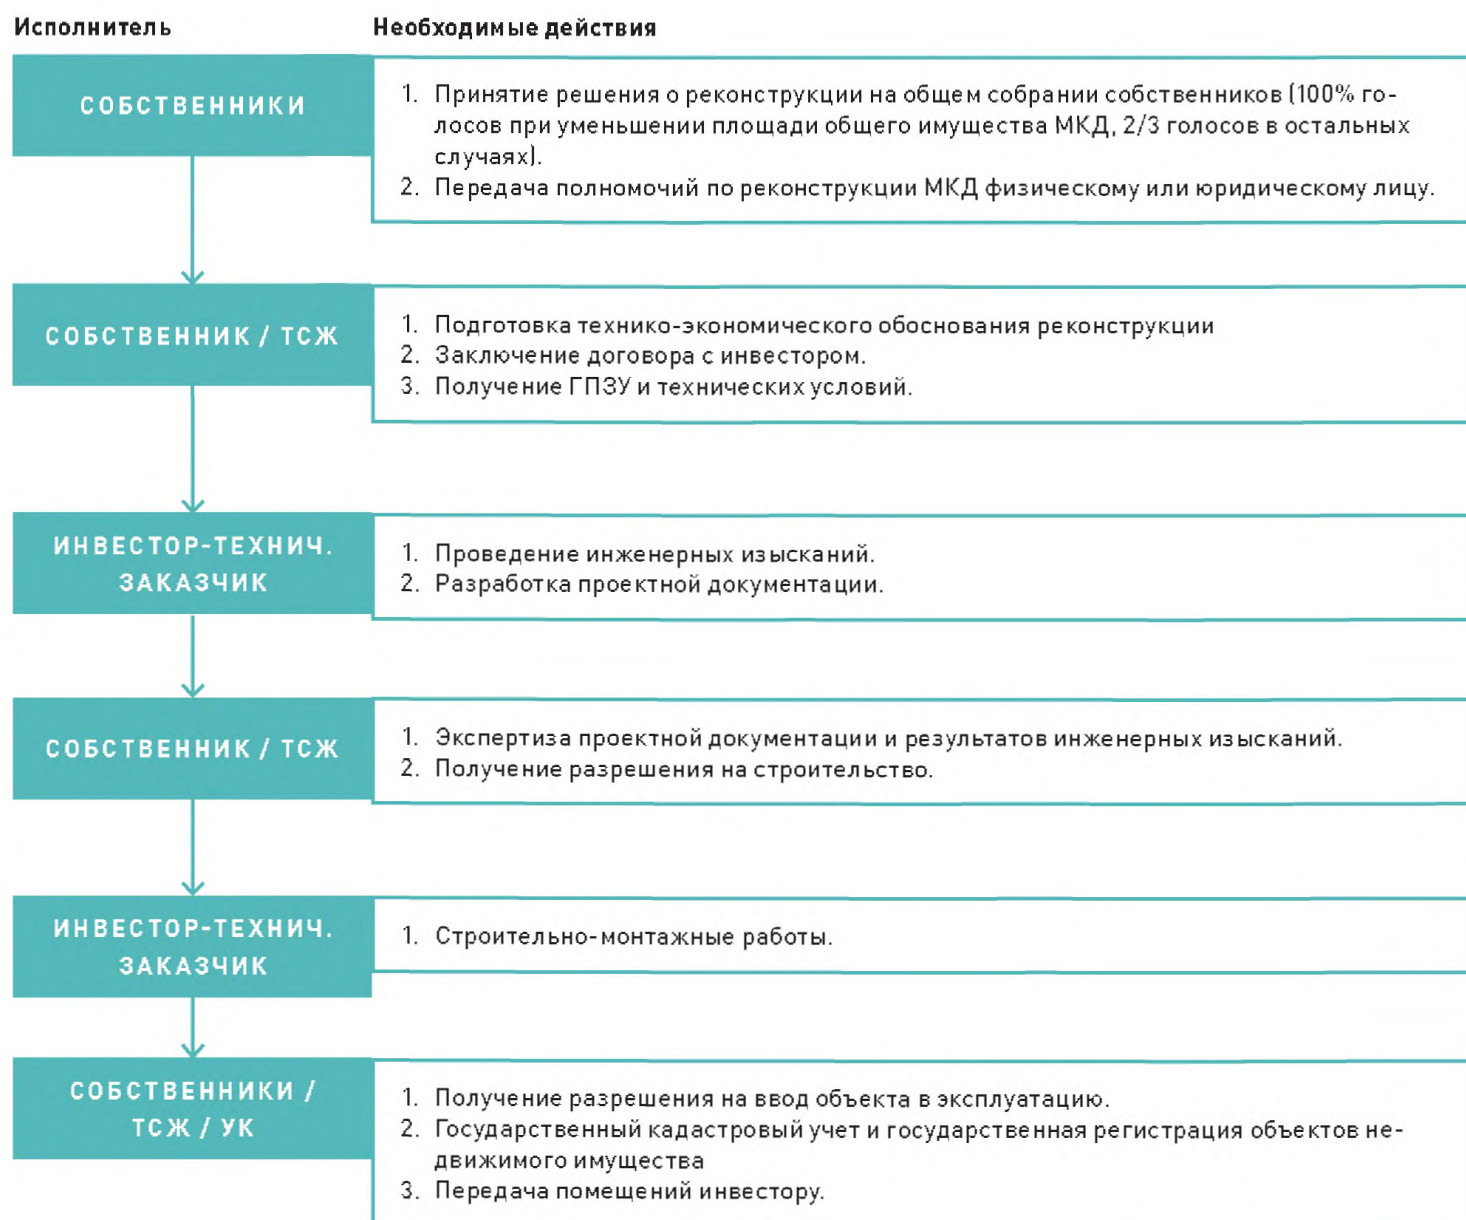 Исполнитель
Необходимые действия
СОБСТВЕННИКИ
1. Принятие решения о реконструкции на общем собрании собственников (100% го-
лосов при уменьшении площади общего имущества МКД, 2/3 голосов в остальных
случаях).
2. Передача полномочий по реконструкции МКД физическому или юридическому лицу.
СОБСТВЕННИК / ТСЖ
1. Подготовка технико-экономического обоснования реконструкции
2. Заключение договора с инвестором.
3. Получение ГПЗУ и технических условий.
ИНВЕСТОР-ТЕХНИЧ.
ЗАКАЗЧИК
1. Проведение инженерных изысканий.
2. Разработка проектной документации.
СОБСТВЕННИК / ТСЖ
1. Экспертиза проектной документации и результатов инженерных изысканий.
2. Получение разрешения на строительство.
ИНВЕСТОР-ТЕХНИЧ.
ЗАКАЗЧИК
1. Строительно-монтажные работы.
СОБСТВЕННИКИ /
ТСЖ / УК
1. Получение разрешения на ввод объекта в эксплуатацию.
2. Государственный кадастровый учет и государственная регистрация объектов не-
движимого имущества
3. Передача помещений инвестору.